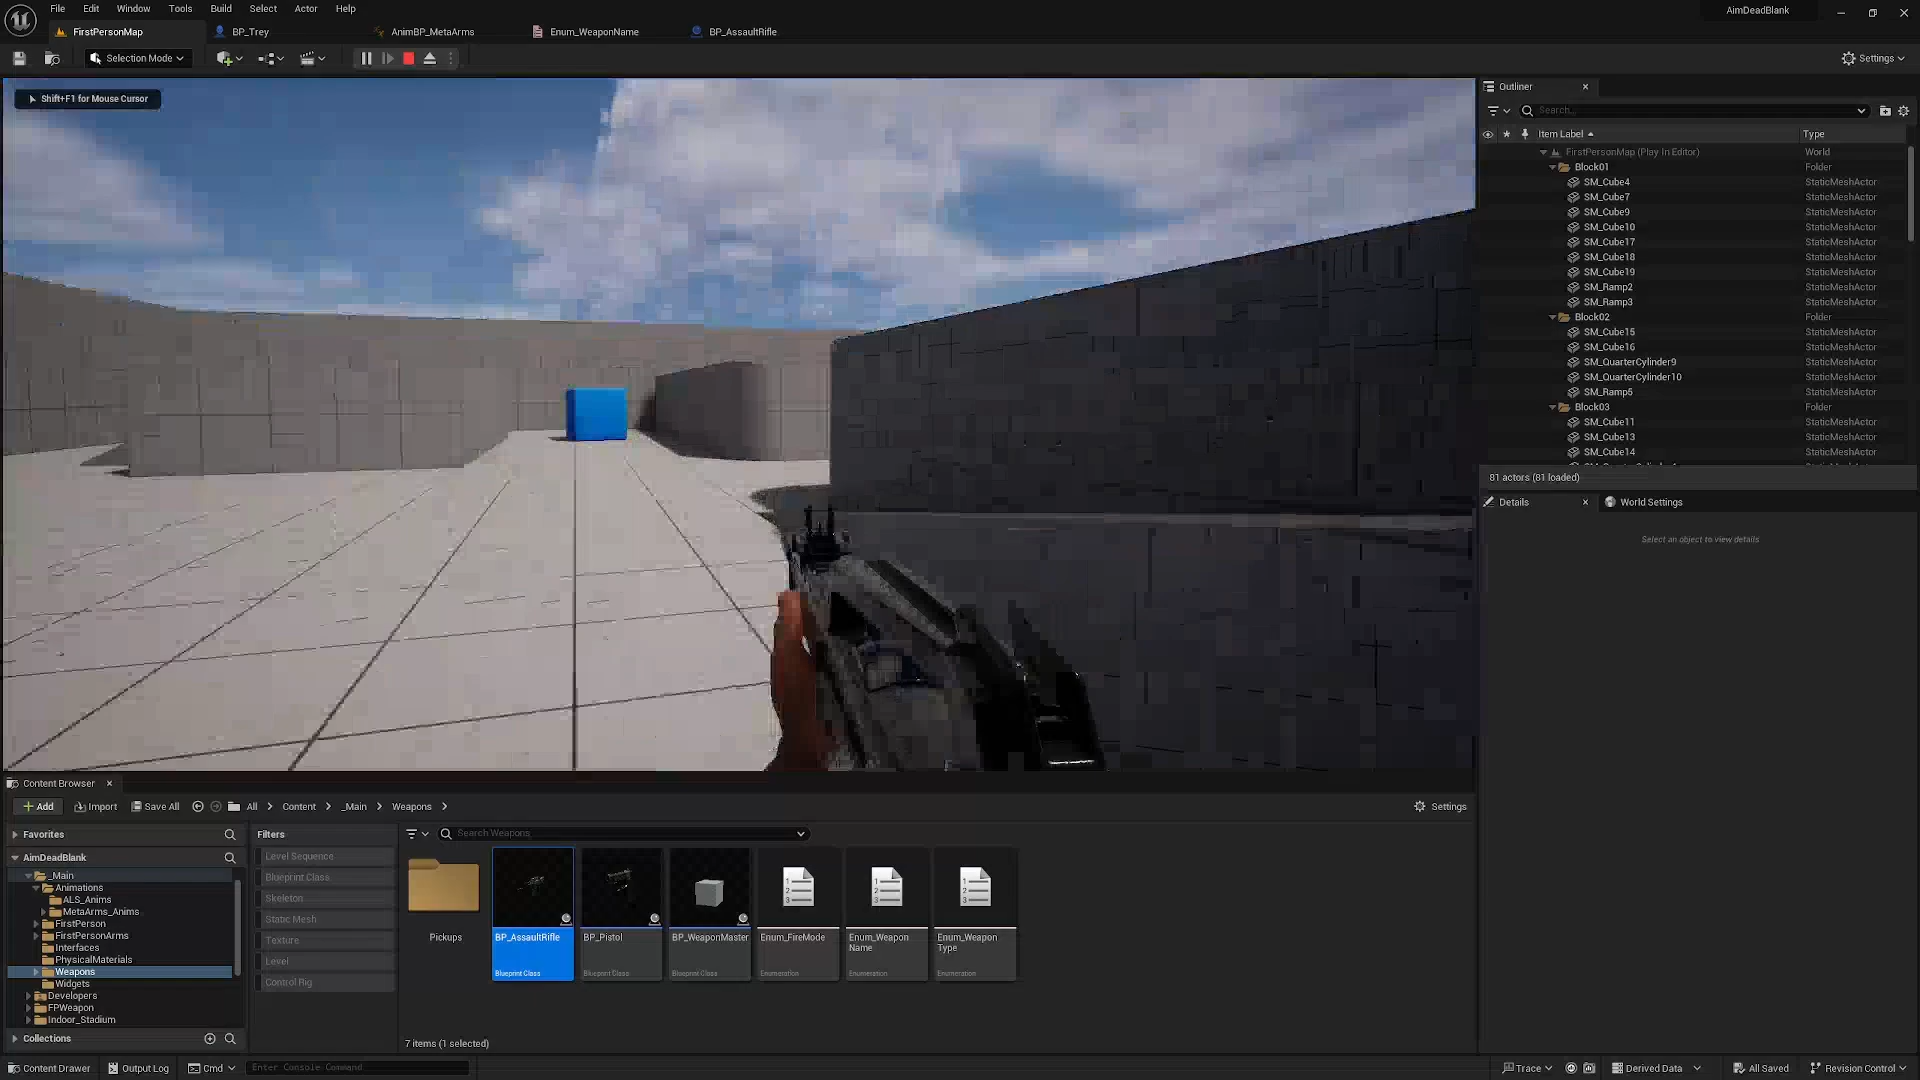 File Edit Window Tools Build Select Actor Help
AimDeadBlank
FirstPersonMap
BP_Trey
AnimBP_MetaArms
Enum_WeaponName
BP_AssaultRifle
Selection Mode
Settings
Shift+F1 for Mouse Cursor
Outliner
Search...
Item Label
Type
FirstPersonMap (Play In Editor) World
Block01 Folder
SM_Cube4 StaticMeshActor
SM_Cube7 StaticMeshActor
SM_Cube9 StaticMeshActor
SM_Cube10 StaticMeshActor
SM_Cube17 StaticMeshActor
SM_Cube18 StaticMeshActor
SM_Cube19 StaticMeshActor
SM_Ramp2 StaticMeshActor
SM_Ramp3 StaticMeshActor
Block02 Folder
SM_Cube15 StaticMeshActor
SM_Cube16 StaticMeshActor
SM_QuarterCylinder9 StaticMeshActor
SM_QuarterCylinder10 StaticMeshActor
SM_Ramp5 StaticMeshActor
Block03 Folder
SM_Cube11 StaticMeshActor
SM_Cube13 StaticMeshActor
SM_Cube14 StaticMeshActor
81 actors (81 loaded)
Details
World Settings
Select an object to view details
Content Browser
Add Import Save All All Content _Main Weapons
Settings
Favorites
AimDeadBlank
_Main
Animations
ALS_Anims
MetaArms_Anims
FirstPerson
FirstPersonArms
Interfaces
PhysicalMaterials
Weapons
Widgets
Developers
FPWeapon
Indoor_Stadium
Collections
Filters
Level Sequence
Blueprint Class
Skeleton
Static Mesh
Texture
Level
Control Rig
Search Weapons
Pickups
BP_AssaultRifle
Blueprint Class
BP_Pistol
Blueprint Class
BP_WeaponMaster
Blueprint Class
Enum_FireMode
Enumeration
Enum_Weapon
Name
Enumeration
Enum_Weapon
Type
Enumeration
7 items (1 selected)
Content Drawer
Output Log
Cmd
Enter Console Command
Trace
Derived Data
All Saved
Revision Control